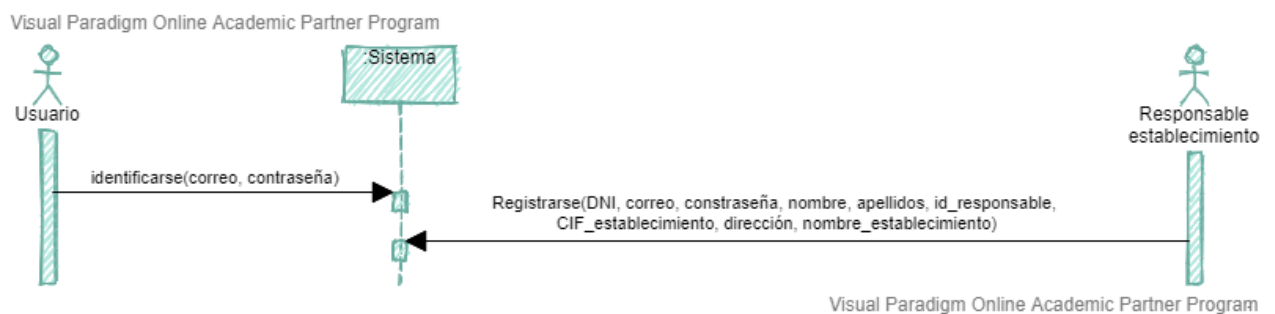 Visual Paradigm Online Academic Partner Program
:Sistema
Usuario
Responsable
establecimiento
identificarse(correo, contraseña)
Registrarse(DNI, correo, constraseña, nombre, apellidos, id_responsable,
CIF_establecimiento, dirección, nombre_establecimiento)
Visual Paradigm Online Academic Partner Program